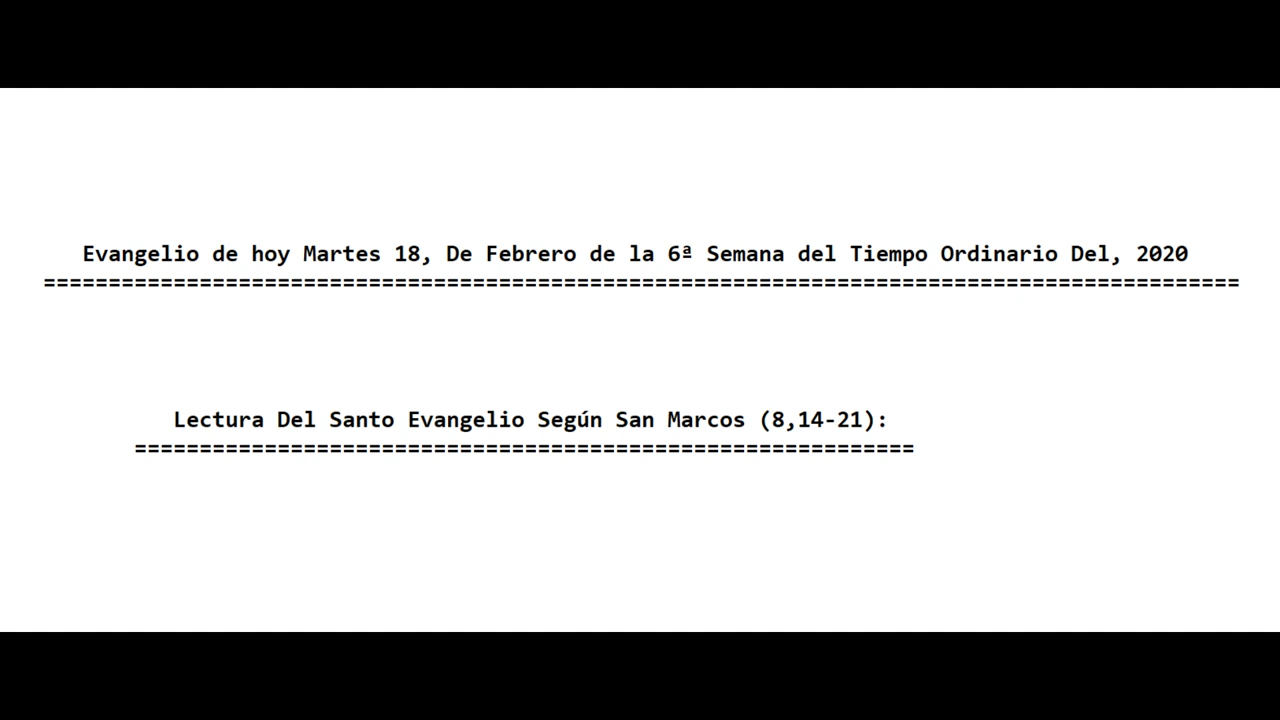 Evangelio de hoy Martes 18, De Febrero de la 6ª Semana del Tiempo Ordinario Del, 2020
============================================================================================
Lectura Del Santo Evangelio Según San Marcos (8,14-21):
============================================================